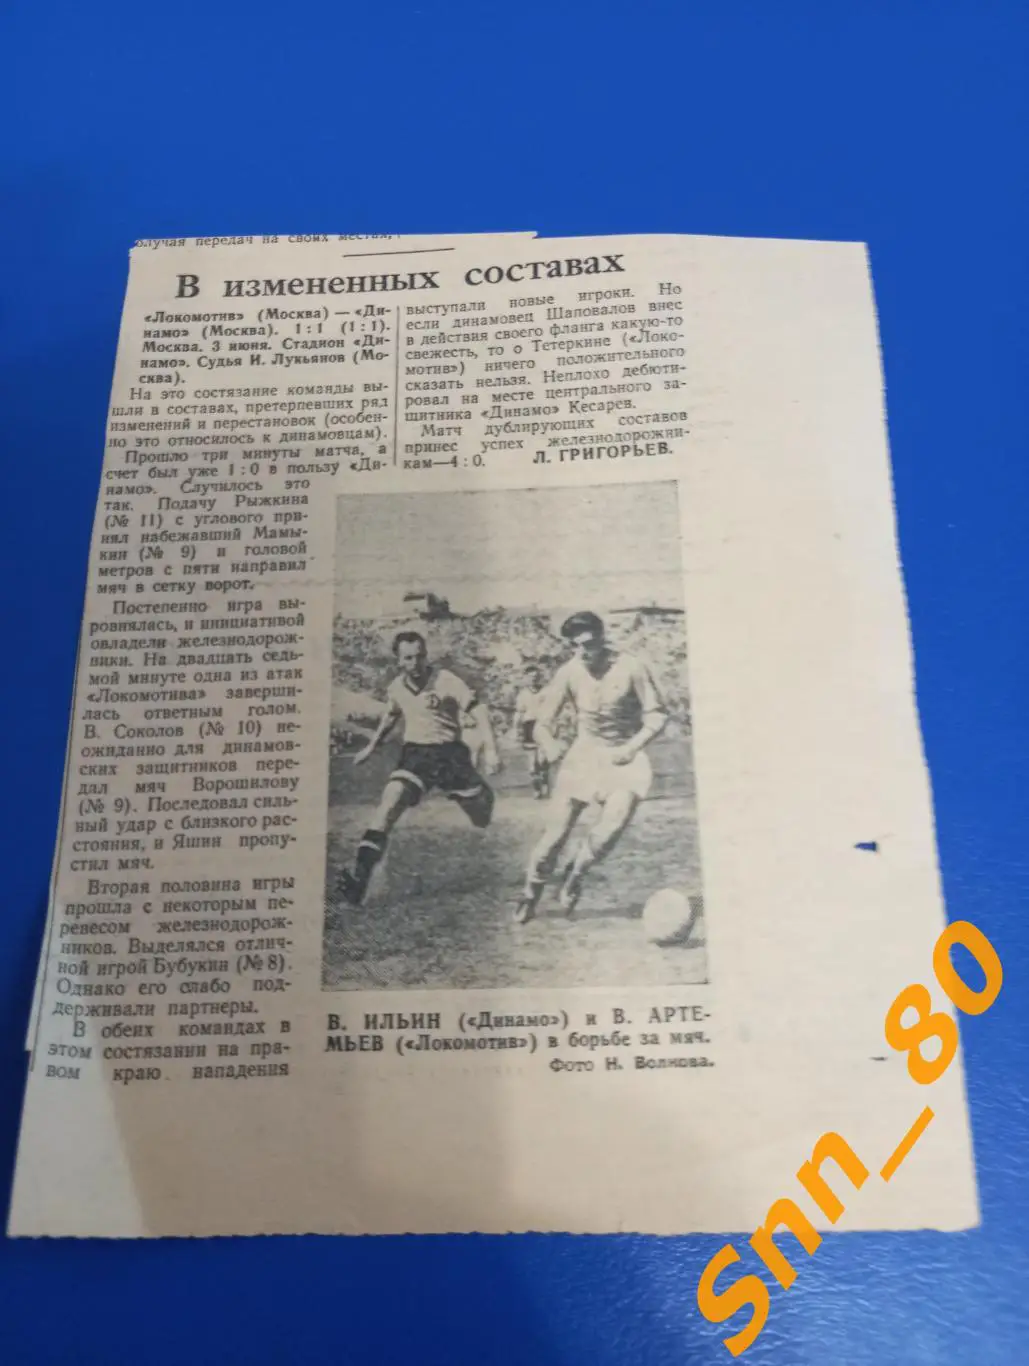 олучая передач на своих местах,
В измененных составах
«Локомотив» (Москва) — «Ди-
намо» (Москва). 1 : 1 (1 : 1).
Москва. 3 июня. Стадион «Ди-
намо». Судья И. Лукьянов (Мо-
сква).
На это состязание команды вы-
шли в составах, претерпевших ряд
изменений и перестановок (особен-
но это относилось к динамовцам).
Прошло три минуты матча, а
счет был уже 1 : 0 в пользу «Ди-
намо». Случилось это
так. Подачу Рыжкина
(№ 11) с углового при-
нял набежавший Мамы-
кин (№ 9) и головой
метров с пяти направил
мяч в сетку ворот.
Постепенно игра вы-
ровнялась, и инициативой
овладели железнодорож-
ники. На двадцать седь-
мой минуте одна из атак
«Локомотива» заверши-
лась ответным голом.
В. Соколов (№ 10) не-
ожиданно для динамов-
ских защитников пере-
дал мяч Ворошилову
(№ 9). Последовал силь-
ный удар с близкого рас-
стояния, и Яшин пропу-
стил мяч.
Вторая половина игры
прошла с некоторым пе-
ревесом железнодорож-
ников. Выделялся отлич-
ной игрой Бубукин (№ 8).
Однако его слабо под-
держивали партнеры.
В обеих командах в
этом состязании на пра-
вом краю нападения
выступали новые игроки. Но
если динамовец Шаповалов внес
в действия своего фланга какую-то
свежесть, то о Тетеркине («Локо-
мотив») ничего положительного
сказать нельзя. Неплохо дебюти-
ровал на месте центрального за-
щитника «Динамо» Кесарев.
Матч дублирующих составов
принес успех железнодорожни-
кам—4 : 0.
Л. ГРИГОРЬЕВ.
В. ИЛЬИН («Динамо») и В. АРТЕ-
МЬЕВ («Локомотив») в борьбе за мяч.
Фото Н. Волкова.
Snn_80